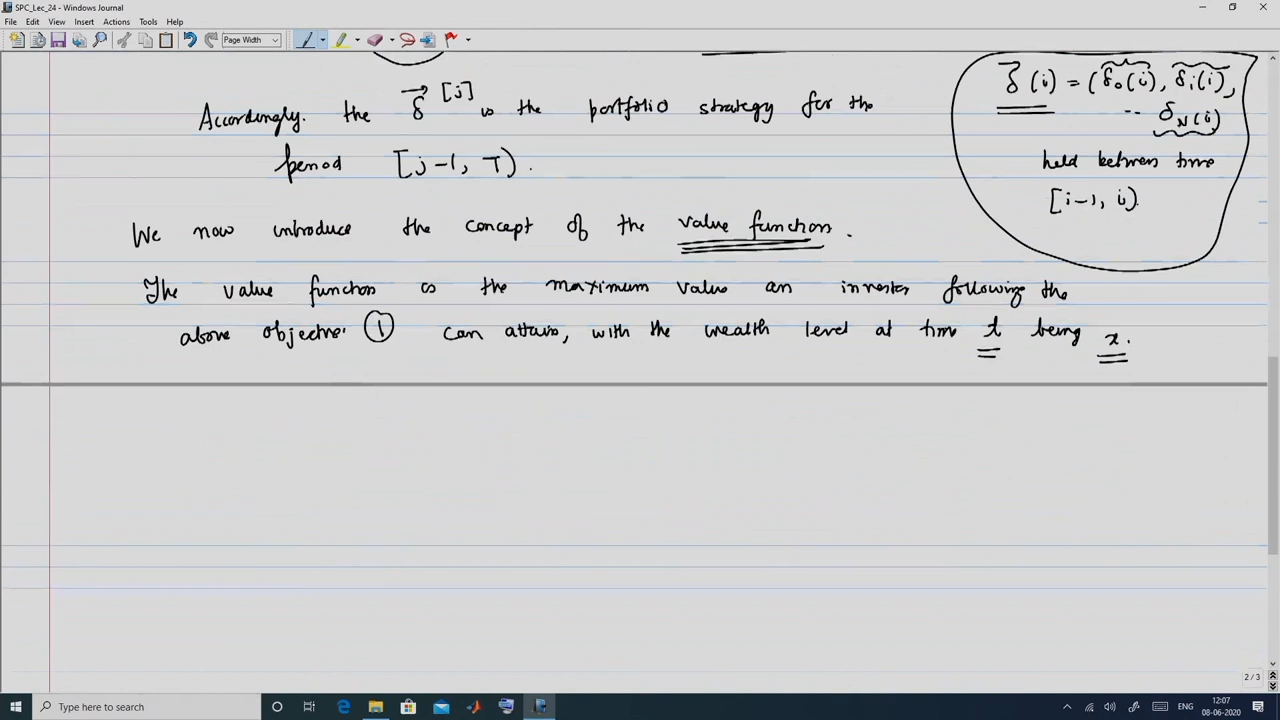 SPC_Lec_24 - Windows Journal
File Edit View Insert Actions Tools Help
Page Width
Accordingly. the δ⃗^[j] is the portfolio strategy for the
period [j-1, T).
δ⃗(i) = (δ₀(i), δ₁(i),
.. δ_N(i)
held between time
[i-1, i).
We now introduce the concept of the value function.
The value function is the maximum value an investor following the
above objective ① can attain, with the wealth level at time t being x.
2 / 3
Type here to search
ENG
12:07
08-06-2020